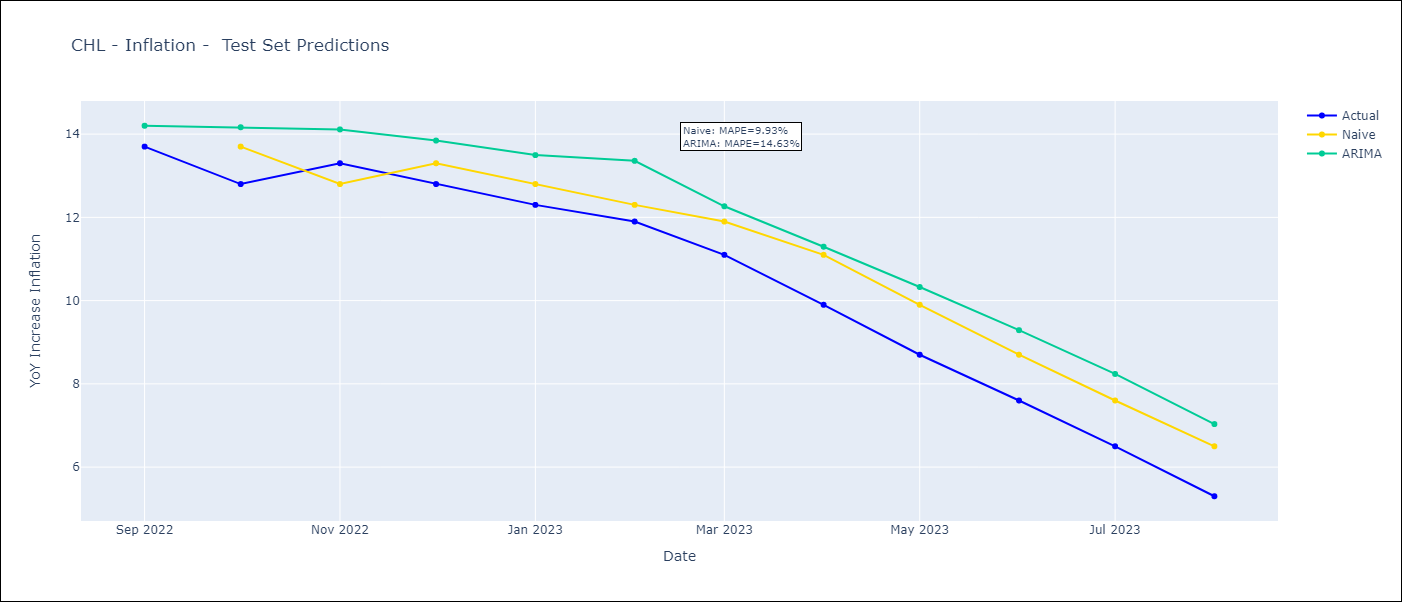 CHL - Inflation -  Test Set Predictions
Actual
Naive
ARIMA
Naive: MAPE=9.93%
ARIMA: MAPE=14.63%
YoY Increase Inflation
14
12
10
8
6
Sep 2022
Nov 2022
Jan 2023
Mar 2023
May 2023
Jul 2023
Date